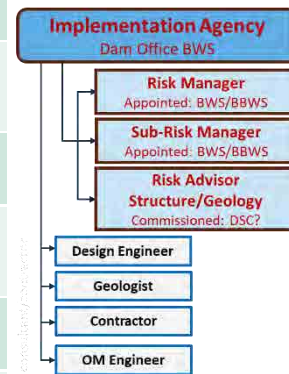 Implementation Agency
Dam Office BWS
Risk Manager
Appointed: BWS/BBWS
Sub-Risk Manager
Appointed: BWS/BBWS
Risk Advisor
Structure/Geology
Commissioned: DSC?
Design Engineer
Geologist
Contractor
OM Engineer